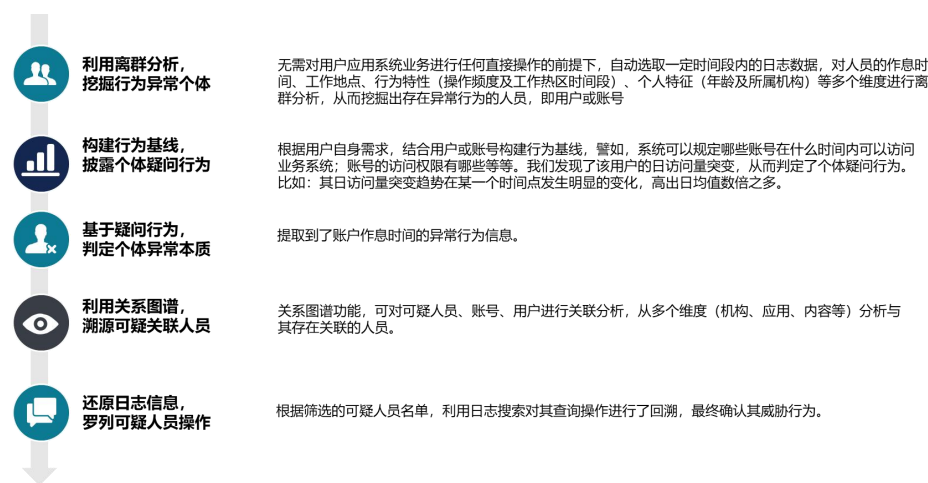 利用离群分析，
挖掘行为异常个体
无需对用户应用系统业务进行任何直接操作的前提下，自动选取一定时间段内的日志数据，对人员的作息时
间、工作地点、行为特性（操作频度及工作热区时间段）、个人特征（年龄及所属机构）等多个维度进行离
群分析，从而挖掘出存在异常行为的人员，即用户或账号
构建行为基线，
披露个体疑问行为
根据用户自身需求，结合用户或账号构建行为基线，譬如，系统可以规定哪些账号在什么时间内可以访问
业务系统；账号的访问权限有哪些等等。我们发现了该用户的日访问量突变，从而判定了个体疑问行为。
比如：其日访问量突变趋势在某一个时间点发生明显的变化，高出日均值数倍之多。
基于疑问行为，
判定个体异常本质
提取到了账户作息时间的异常行为信息。
利用关系图谱，
溯源可疑关联人员
关系图谱功能，可对可疑人员、账号、用户进行关联分析，从多个维度（机构、应用、内容等）分析与
其存在关联的人员。
还原日志信息，
罗列可疑人员操作
根据筛选的可疑人员名单，利用日志搜索对其查询操作进行了回溯，最终确认其威胁行为。